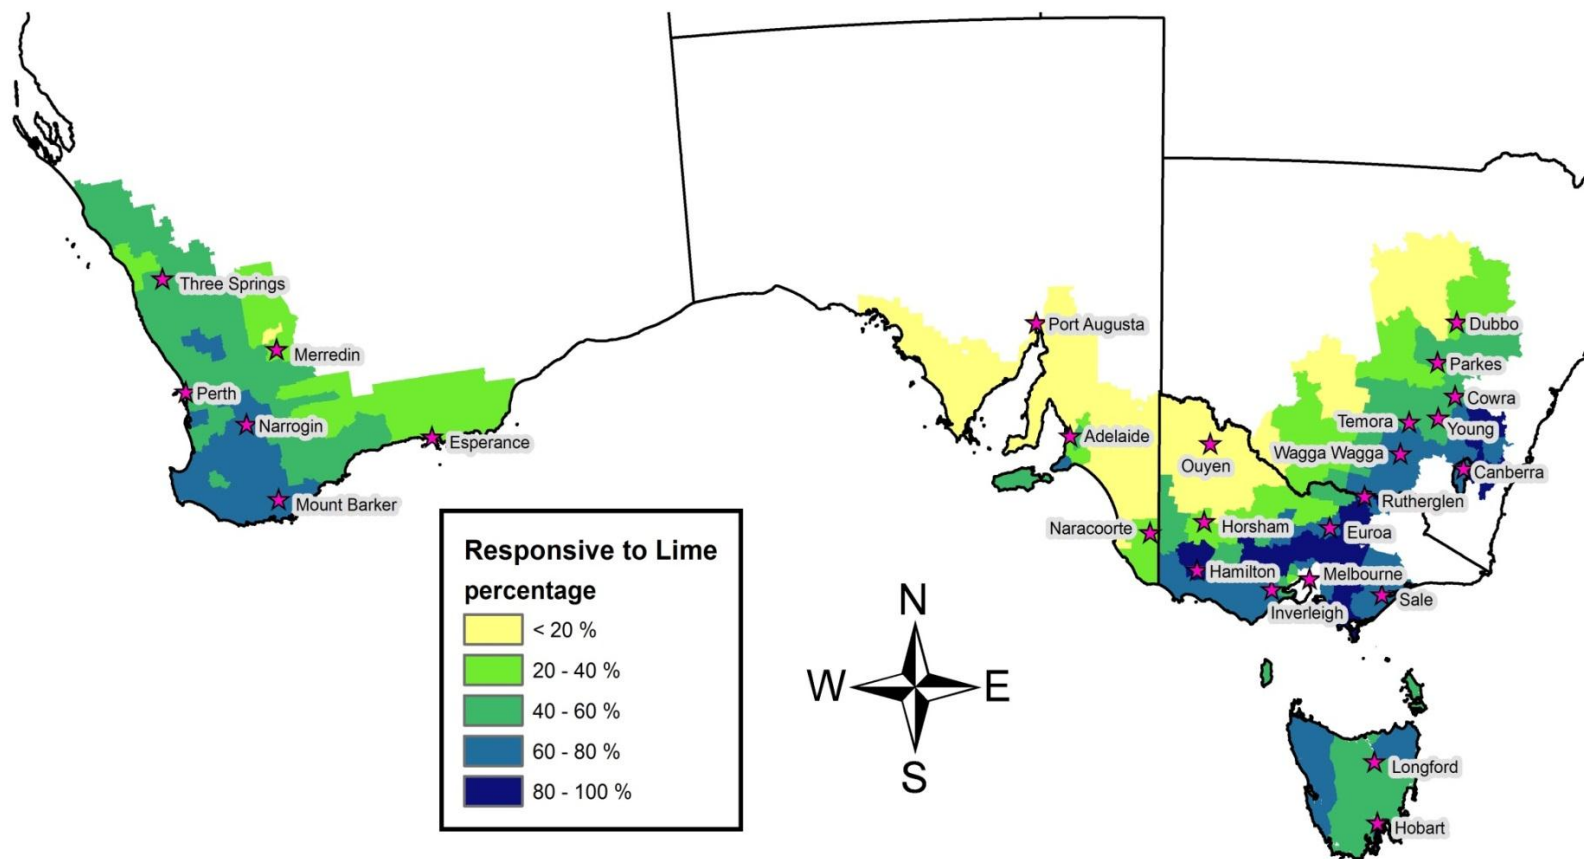 Three Springs
Merredin
Perth
Narrogin
Esperance
Mount Barker
Port Augusta
Adelaide
Naracoorte
Ouyen
Horsham
Hamilton
Inverleigh
Melbourne
Sale
Euroa
Rutherglen
Canberra
Wagga Wagga
Temora
Young
Cowra
Parkes
Dubbo
Longford
Hobart
Responsive to Lime
percentage
< 20 %
20 - 40 %
40 - 60 %
60 - 80 %
80 - 100 %
N
W
E
S